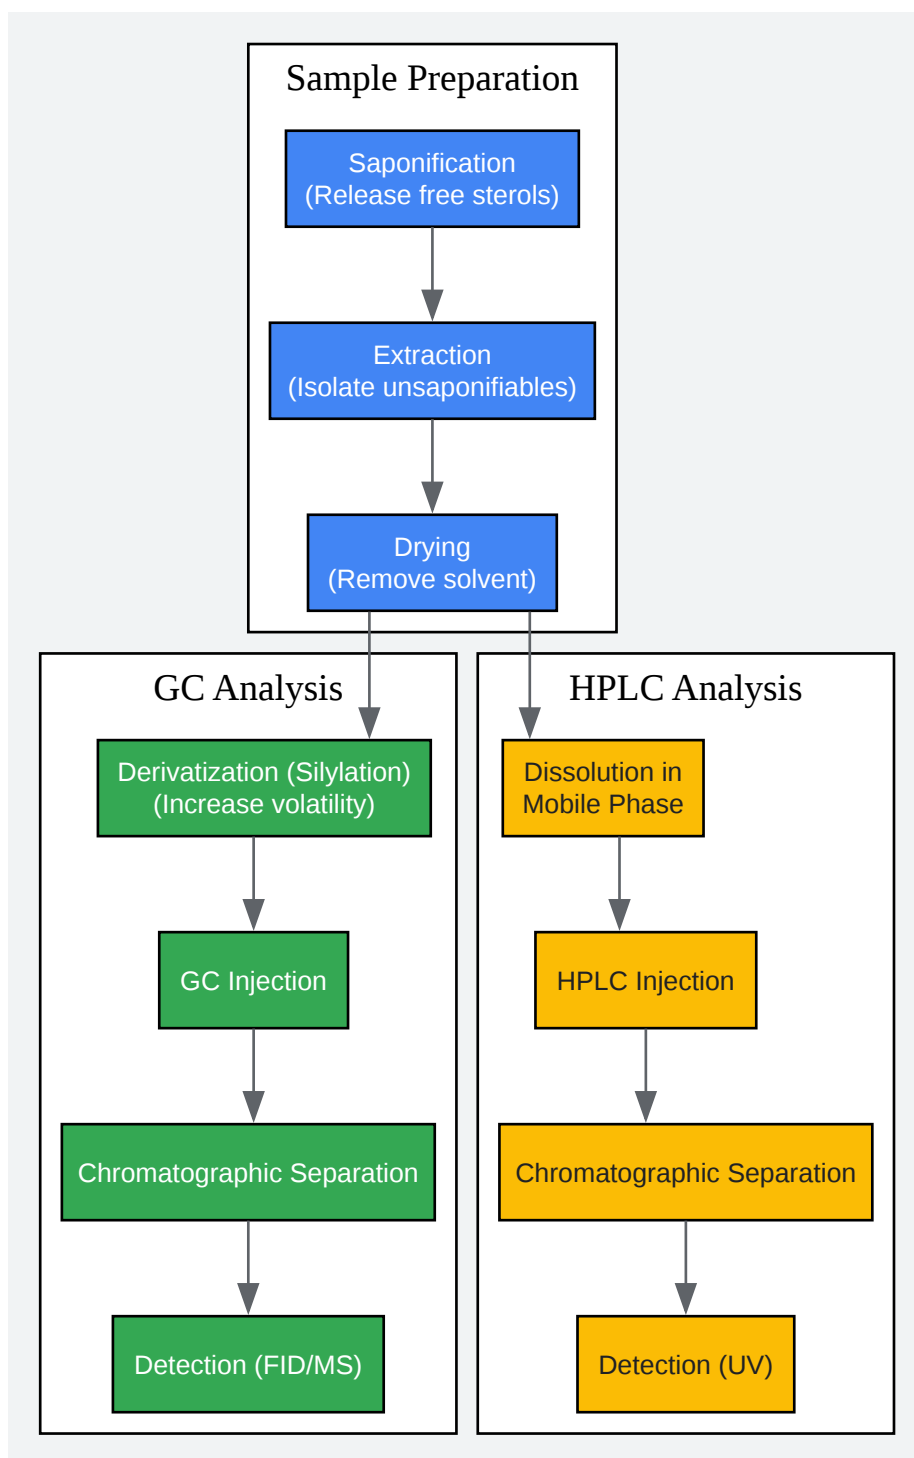 Sample Preparation
Saponification
(Release free sterols)
Extraction
(Isolate unsaponifiables)
Drying
(Remove solvent)
GC Analysis
Derivatization (Silylation)
(Increase volatility)
GC Injection
Chromatographic Separation
Detection (FID/MS)
HPLC Analysis
Dissolution in
Mobile Phase
HPLC Injection
Chromatographic Separation
Detection (UV)